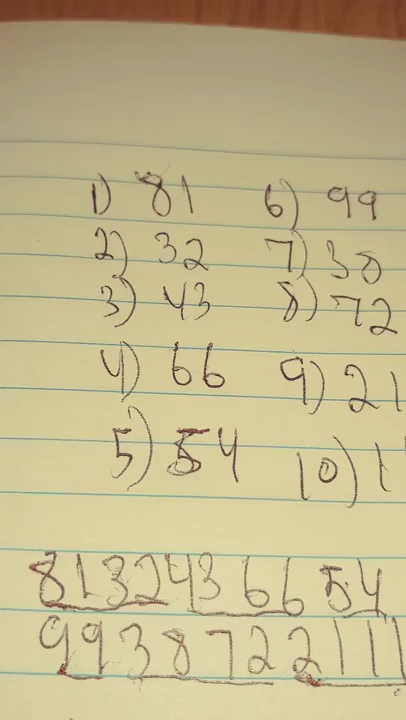 1) 81 6) 99
2) 32 7) 38
3) 43 8) 72
4) 66 9) 21
5) 54 10) 1
8132436654
9938722111